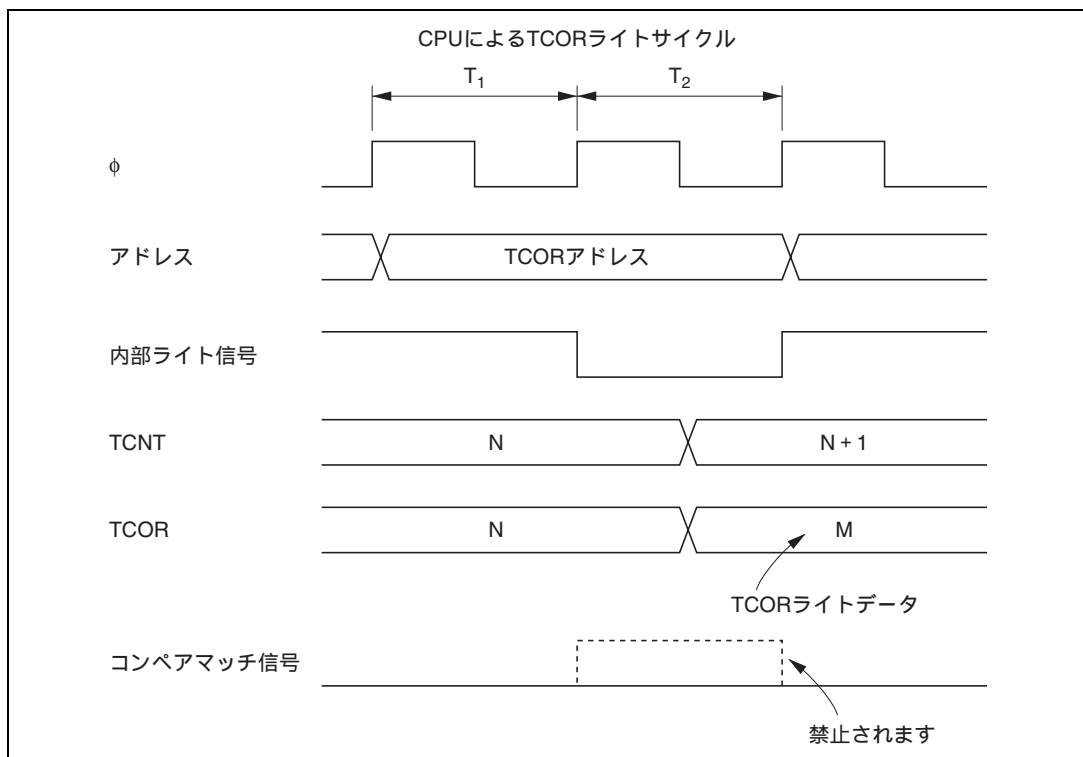 CPUによるTCORライトサイクル
T1 T2
φ
アドレス TCORアドレス
内部ライト信号
TCNT N N + 1
TCOR N M
TCORライトデータ
コンペアマッチ信号
禁止されます